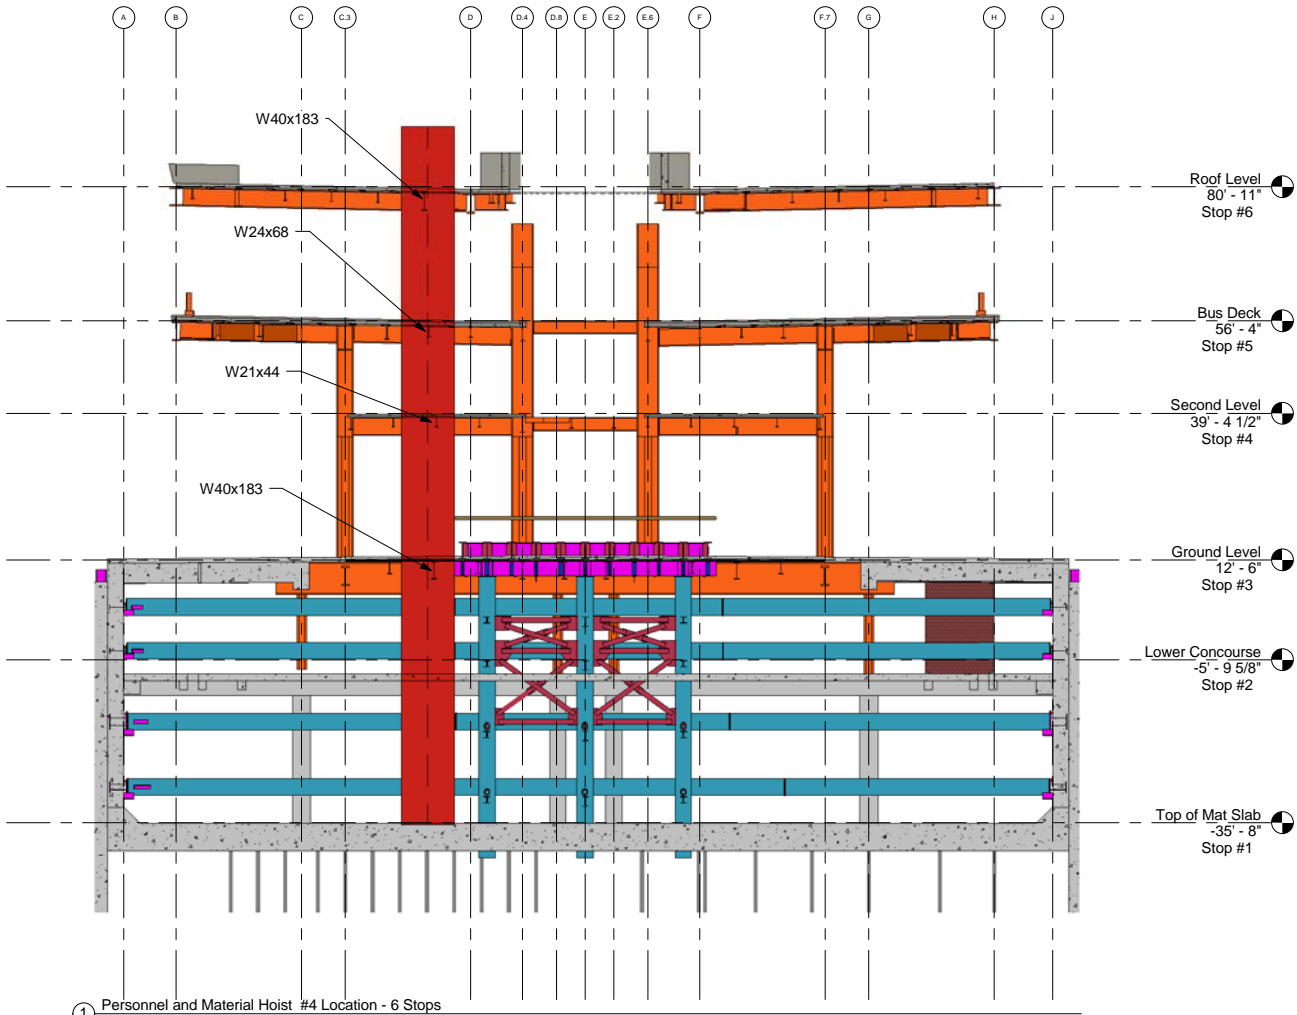 A B C C.3 D D.4 D.8 E E.2 E.6 F F.7 G H J
W40x183
Roof Level
80' - 11"
Stop #6
W24x68
Bus Deck
56' - 4"
Stop #5
W21x44
Second Level
39' - 4 1/2"
Stop #4
W40x183
Ground Level
12' - 6"
Stop #3
Lower Concourse
-5' - 9 5/8"
Stop #2
Top of Mat Slab
-35' - 8"
Stop #1
1 Personnel and Material Hoist #4 Location - 6 Stops